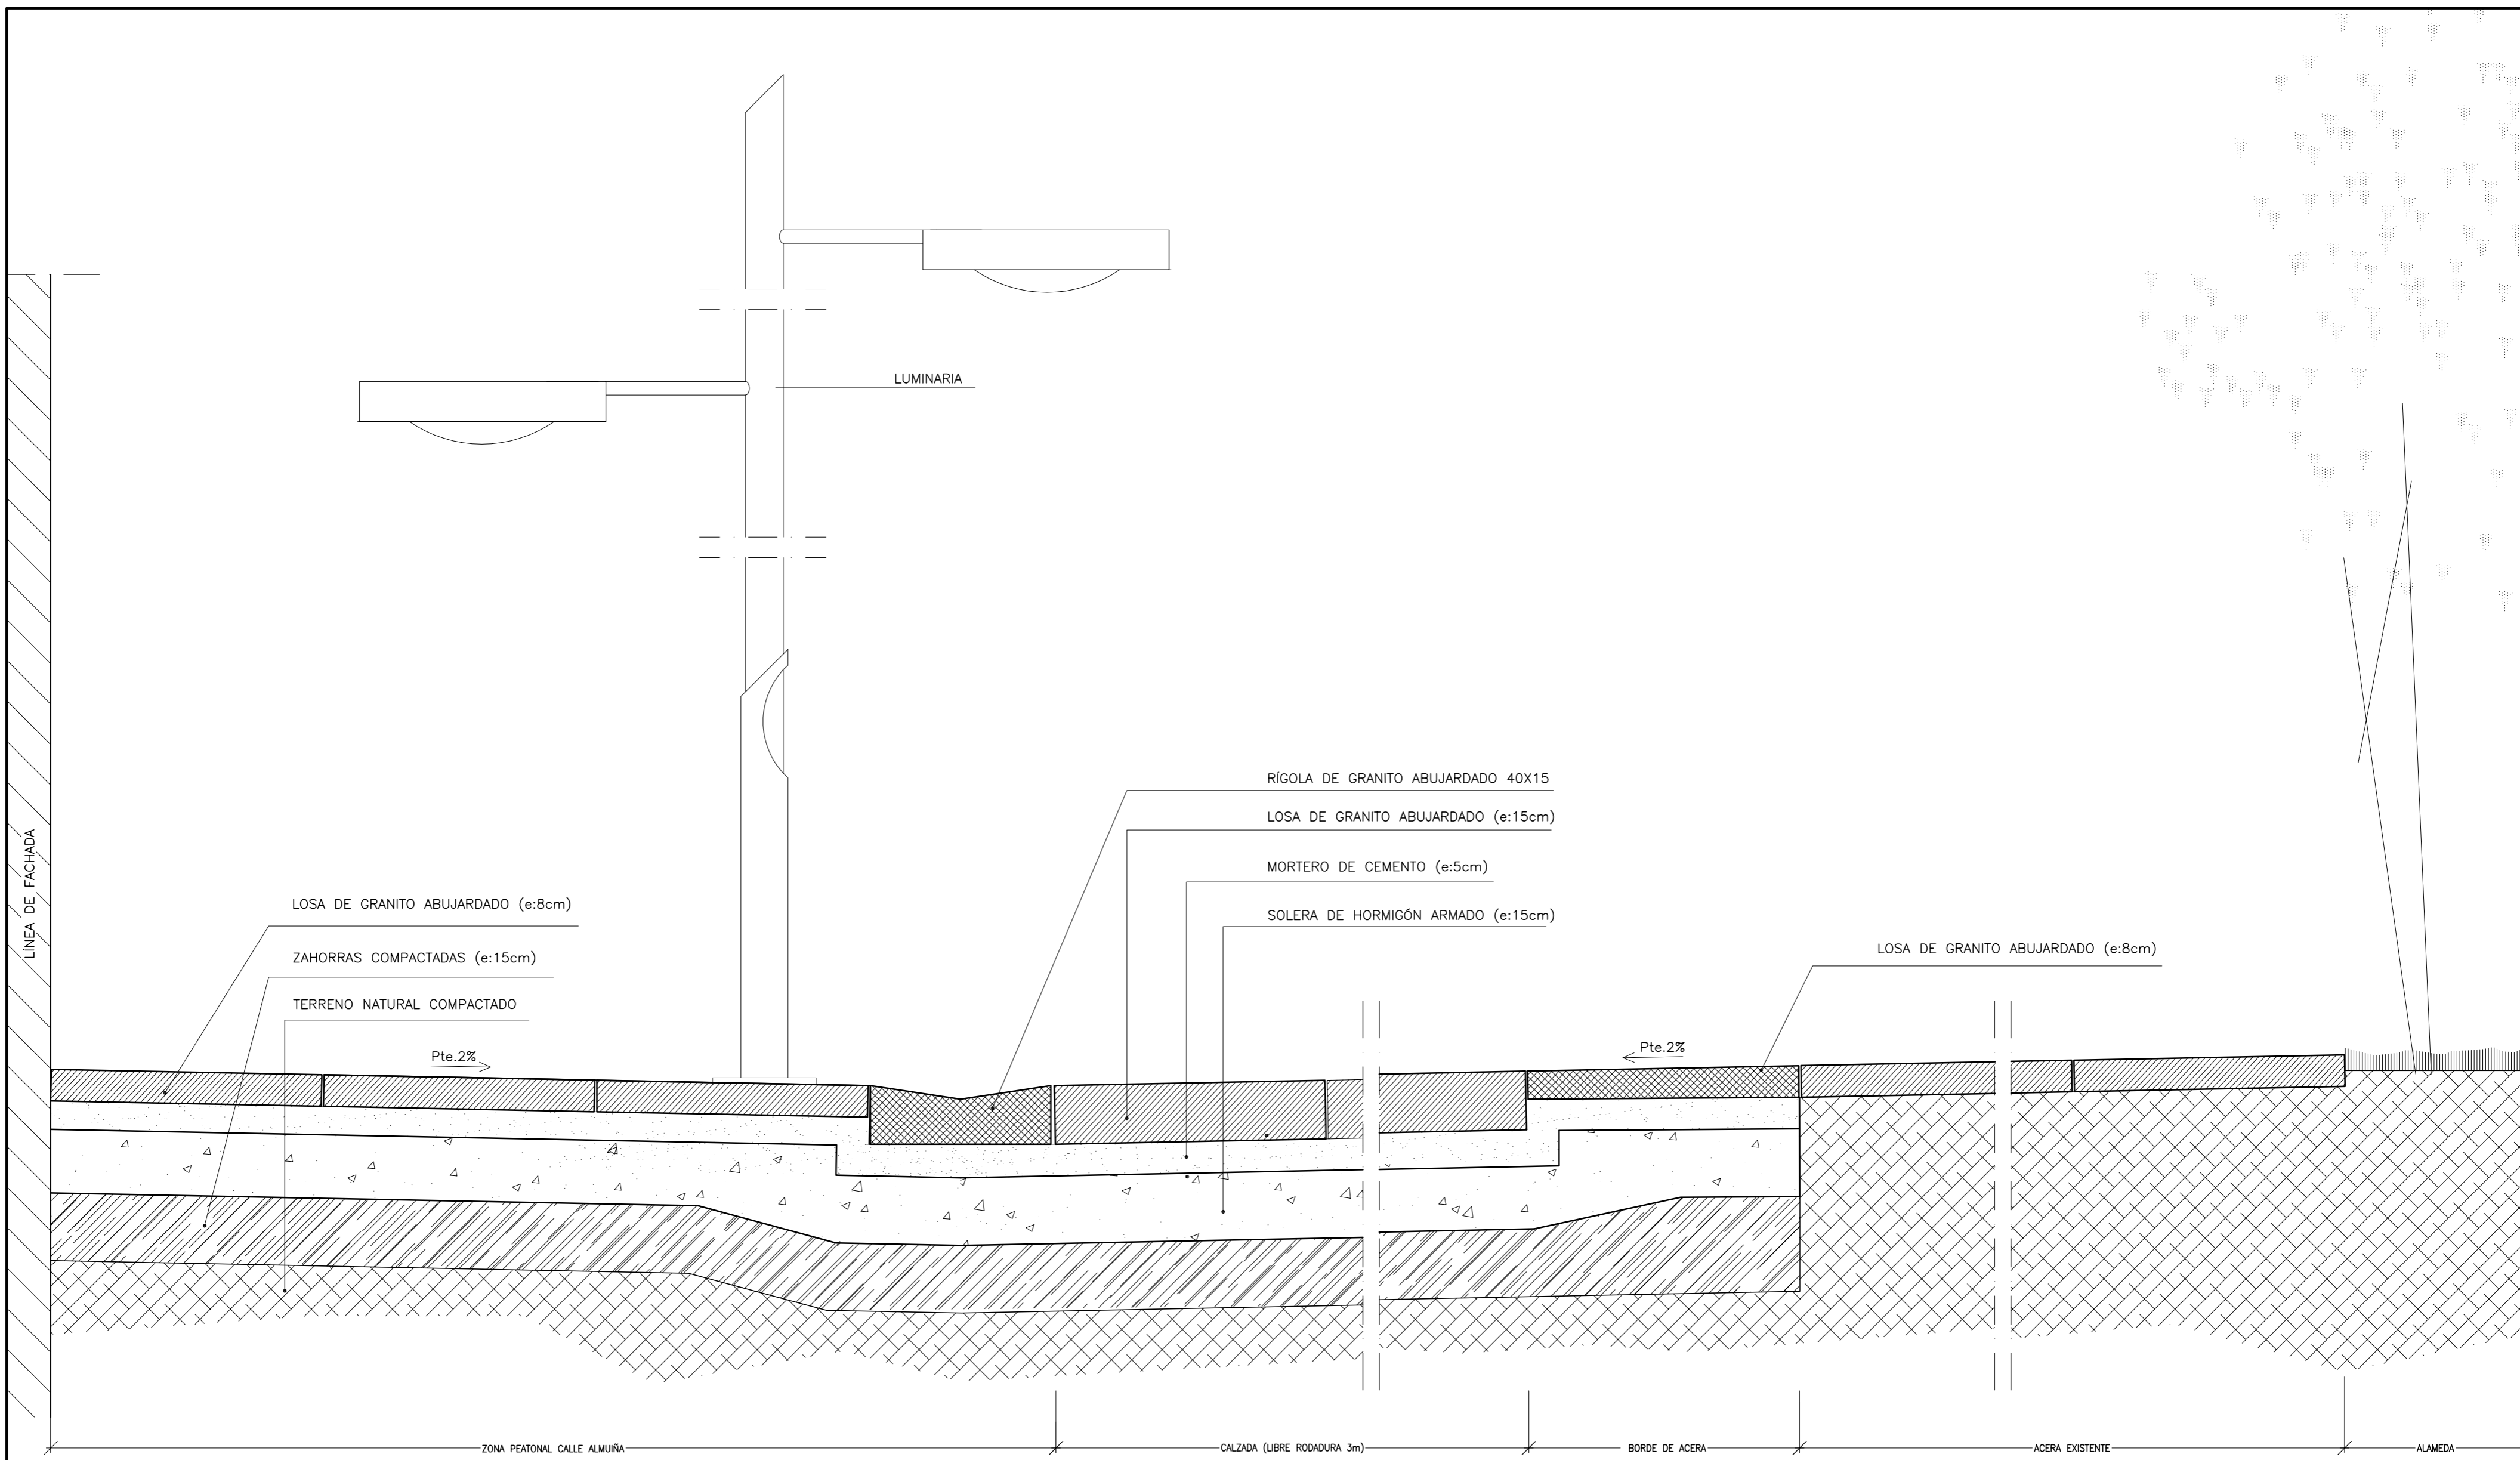 LUMINARIA
RÍGOLA DE GRANITO ABUJARDADO 40X15
LOSA DE GRANITO ABUJARDADO (e:15cm)
MORTERO DE CEMENTO (e:5cm)
SOLERA DE HORMIGÓN ARMADO (e:15cm)
LÍNEA DE FACHADA
LOSA DE GRANITO ABUJARDADO (e:8cm)
ZAHORRAS COMPACTADAS (e:15cm)
TERRENO NATURAL COMPACTADO
LOSA DE GRANITO ABUJARDADO (e:8cm)
Pte.2%
Pte.2%
ZONA PEATONAL CALLE ALMUIÑA
CALZADA (LIBRE RODADURA 3m)
BORDE DE ACERA
ACERA EXISTENTE
ALAMEDA